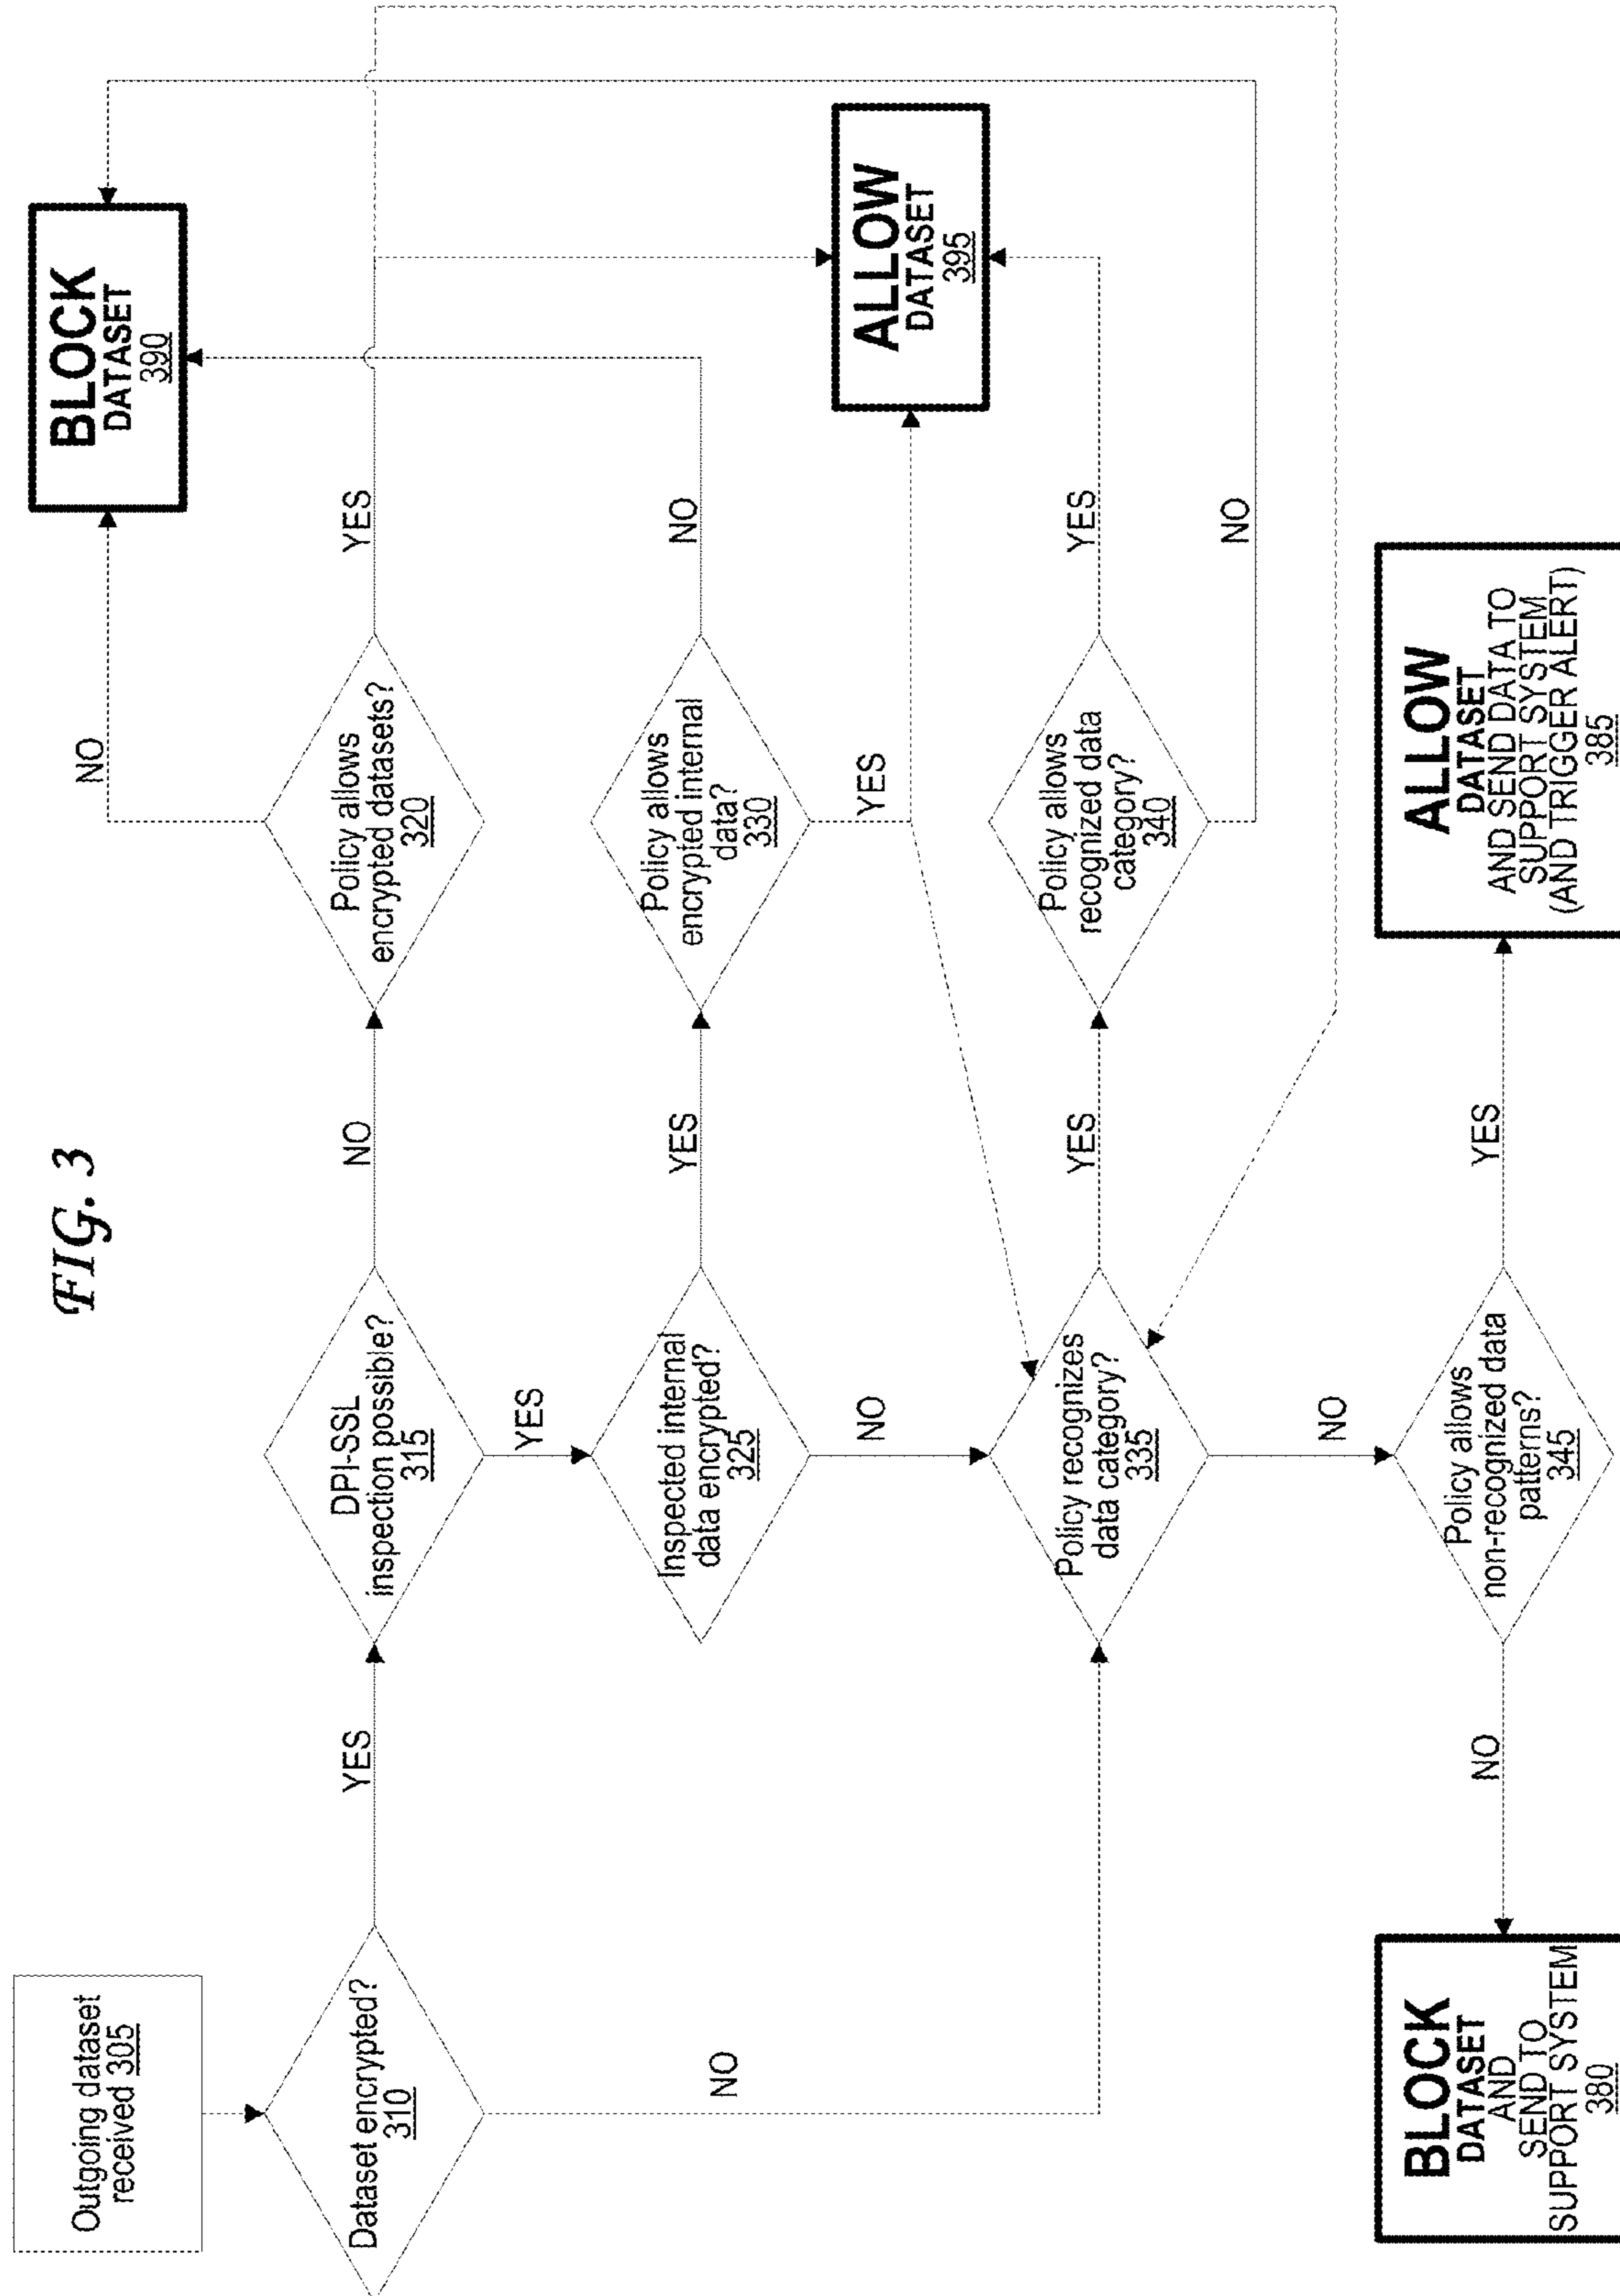 FIG. 3
Outgoing dataset
received 305
Dataset encrypted?
310
YES
NO
DPI-SSL
inspection possible?
315
NO
YES
Policy allows
encrypted datasets?
320
NO
YES
BLOCK
DATASET
390
Inspected internal
data encrypted?
325
YES
NO
Policy allows
encrypted internal
data?
330
NO
YES
ALLOW
DATASET
395
Policy recognizes
data category?
335
YES
NO
Policy allows
recognized data
category?
340
YES
NO
BLOCK
DATASET
AND
SEND TO
SUPPORT SYSTEM
380
NO
Policy allows
non-recognized data
patterns?
345
YES
ALLOW
DATASET
AND SEND DATA TO
SUPPORT SYSTEM
(AND TRIGGER ALERT)
385